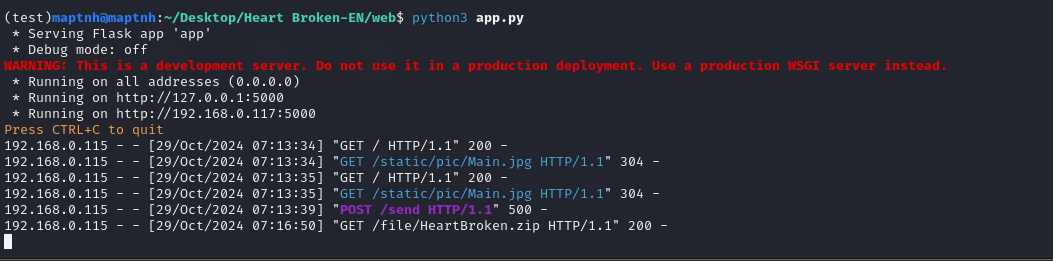 (test)maptnh@maptnh:~/Desktop/Heart Broken-EN/web$ python3 app.py
 * Serving Flask app 'app'
 * Debug mode: off
WARNING: This is a development server. Do not use it in a production deployment. Use a production WSGI server instead.
 * Running on all addresses (0.0.0.0)
 * Running on http://127.0.0.1:5000
 * Running on http://192.168.0.117:5000
Press CTRL+C to quit
192.168.0.115 - - [29/Oct/2024 07:13:34] "GET / HTTP/1.1" 200 -
192.168.0.115 - - [29/Oct/2024 07:13:34] "GET /static/pic/Main.jpg HTTP/1.1" 304 -
192.168.0.115 - - [29/Oct/2024 07:13:35] "GET / HTTP/1.1" 200 -
192.168.0.115 - - [29/Oct/2024 07:13:35] "GET /static/pic/Main.jpg HTTP/1.1" 304 -
192.168.0.115 - - [29/Oct/2024 07:13:39] "POST /send HTTP/1.1" 500 -
192.168.0.115 - - [29/Oct/2024 07:16:50] "GET /file/HeartBroken.zip HTTP/1.1" 200 -